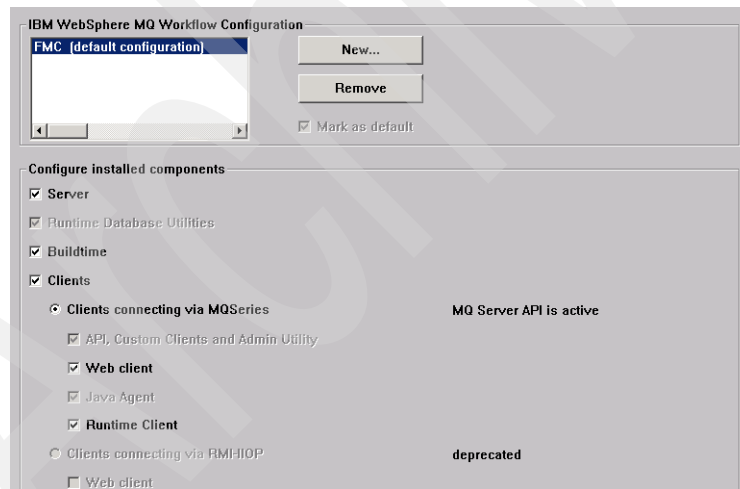 IBM WebSphere MQ Workflow Configuration
FMC (default configuration)
New...
Remove
Mark as default
Configure installed components
Server
Runtime Database Utilities
Buildtime
Clients
Clients connecting via MQSeries MQ Server API is active
API, Custom Clients and Admin Utility
Web client
Java Agent
Runtime Client
Clients connecting via RMI-IIOP deprecated
Web client